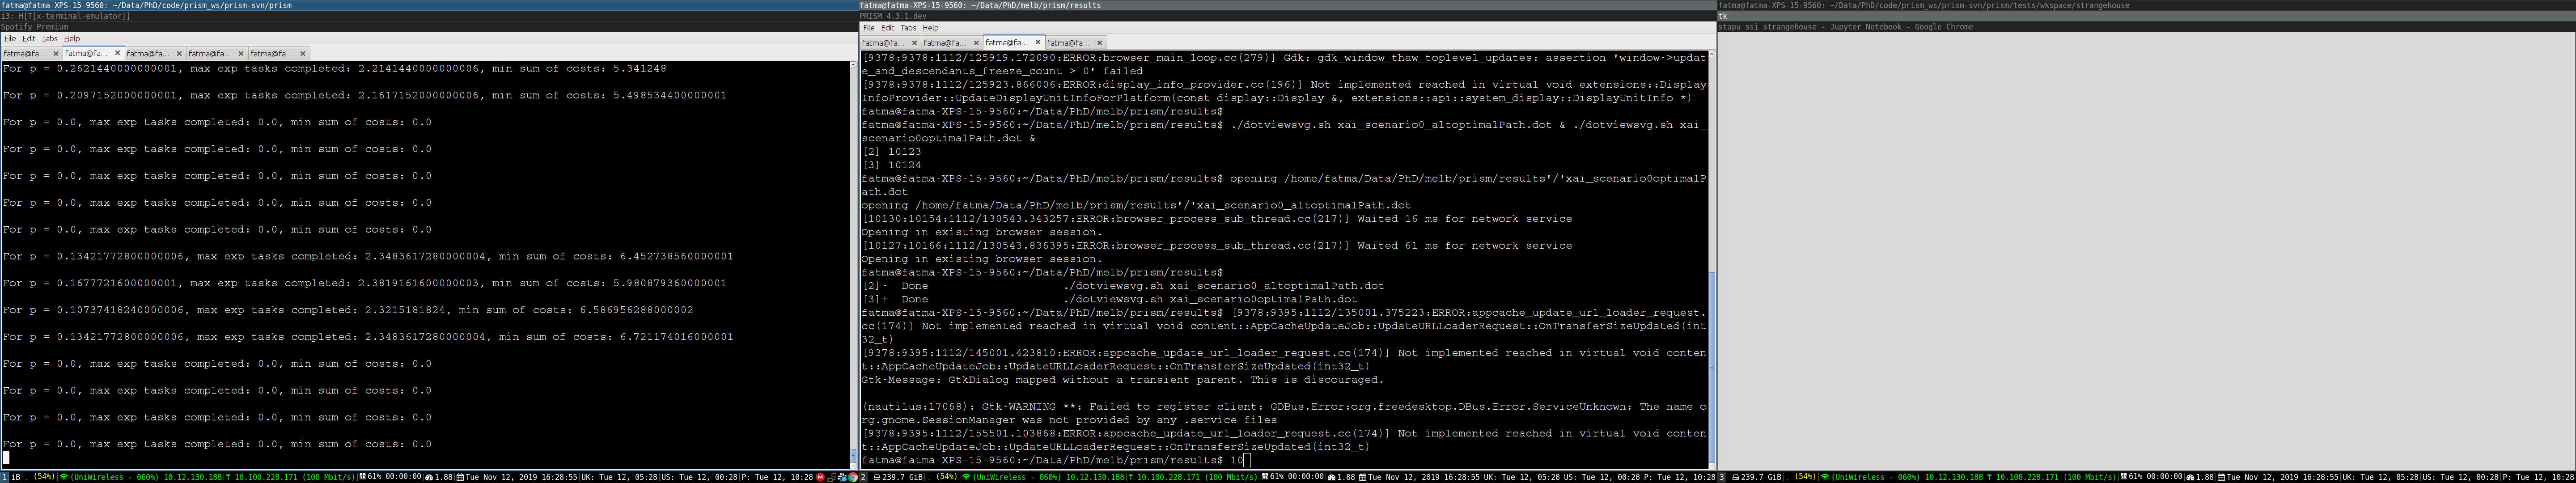 fatma@fatma-XPS-15-9560: ~/Data/PhD/code/prism_ws/prism-svn/prism
i3: H[T[x-terminal-emulator]]
Spotify Premium
File Edit Tabs Help
fatma@fa... × fatma@fa... × fatma@fa... × fatma@fa... × fatma@fa... ×
For p = 0.2621440000000001, max exp tasks completed: 2.2141440000000006, min sum of costs: 5.341248
For p = 0.2097152000000001, max exp tasks completed: 2.1617152000000006, min sum of costs: 5.498534400000001
For p = 0.0, max exp tasks completed: 0.0, min sum of costs: 0.0
For p = 0.0, max exp tasks completed: 0.0, min sum of costs: 0.0
For p = 0.0, max exp tasks completed: 0.0, min sum of costs: 0.0
For p = 0.0, max exp tasks completed: 0.0, min sum of costs: 0.0
For p = 0.0, max exp tasks completed: 0.0, min sum of costs: 0.0
For p = 0.13421772800000006, max exp tasks completed: 2.3483617280000004, min sum of costs: 6.452738560000001
For p = 0.1677721600000001, max exp tasks completed: 2.3819161600000003, min sum of costs: 5.980879360000001
For p = 0.10737418240000006, max exp tasks completed: 2.3215181824, min sum of costs: 6.586956288000002
For p = 0.13421772800000006, max exp tasks completed: 2.3483617280000004, min sum of costs: 6.721174016000001
For p = 0.0, max exp tasks completed: 0.0, min sum of costs: 0.0
For p = 0.0, max exp tasks completed: 0.0, min sum of costs: 0.0
For p = 0.0, max exp tasks completed: 0.0, min sum of costs: 0.0
For p = 0.0, max exp tasks completed: 0.0, min sum of costs: 0.0
1 iB|. (54%)|(UniWireless - 060%) 10.12.130.188|T 10.100.228.171 (100 Mbit/s)|61% 00:00:00|1.88|Tue Nov 12, 2019 16:28:55|UK: Tue 12, 05:28|US: Tue 12, 00:28|P: Tue 12, 10:28
fatma@fatma-XPS-15-9560: ~/Data/PhD/melb/prism/results
PRISM 4.3.1.dev
File Edit Tabs Help
fatma@fa... × fatma@fa... × fatma@fa... × fatma@fa... ×
[9378:9378:1112/125919.172090:ERROR:browser_main_loop.cc(279)] Gdk: gdk_window_thaw_toplevel_updates: assertion 'window->updat
e_and_descendants_freeze_count > 0' failed
[9378:9378:1112/125923.866006:ERROR:display_info_provider.cc(196)] Not implemented reached in virtual void extensions::Display
InfoProvider::UpdateDisplayUnitInfoForPlatform(const display::Display &, extensions::api::system_display::DisplayUnitInfo *)
fatma@fatma-XPS-15-9560:~/Data/PhD/melb/prism/results$
fatma@fatma-XPS-15-9560:~/Data/PhD/melb/prism/results$ ./dotviewsvg.sh xai_scenario0_altoptimalPath.dot & ./dotviewsvg.sh xai_
scenario0optimalPath.dot &
[2] 10123
[3] 10124
fatma@fatma-XPS-15-9560:~/Data/PhD/melb/prism/results$ opening /home/fatma/Data/PhD/melb/prism/results'/'xai_scenario0optimalP
ath.dot
opening /home/fatma/Data/PhD/melb/prism/results'/'xai_scenario0_altoptimalPath.dot
[10130:10154:1112/130543.343257:ERROR:browser_process_sub_thread.cc(217)] Waited 16 ms for network service
Opening in existing browser session.
[10127:10166:1112/130543.836395:ERROR:browser_process_sub_thread.cc(217)] Waited 61 ms for network service
Opening in existing browser session.
fatma@fatma-XPS-15-9560:~/Data/PhD/melb/prism/results$
[2]- Done ./dotviewsvg.sh xai_scenario0_altoptimalPath.dot
[3]+ Done ./dotviewsvg.sh xai_scenario0optimalPath.dot
fatma@fatma-XPS-15-9560:~/Data/PhD/melb/prism/results$ [9378:9395:1112/135001.375223:ERROR:appcache_update_url_loader_request.
cc(174)] Not implemented reached in virtual void content::AppCacheUpdateJob::UpdateURLLoaderRequest::OnTransferSizeUpdated(int
32_t)
[9378:9395:1112/145001.423810:ERROR:appcache_update_url_loader_request.cc(174)] Not implemented reached in virtual void conten
t::AppCacheUpdateJob::UpdateURLLoaderRequest::OnTransferSizeUpdated(int32_t)
Gtk-Message: GtkDialog mapped without a transient parent. This is discouraged.
(nautilus:17068): Gtk-WARNING **: Failed to register client: GDBus.Error:org.freedesktop.DBus.Error.ServiceUnknown: The name o
rg.gnome.SessionManager was not provided by any .service files
[9378:9395:1112/155501.103868:ERROR:appcache_update_url_loader_request.cc(174)] Not implemented reached in virtual void conten
t::AppCacheUpdateJob::UpdateURLLoaderRequest::OnTransferSizeUpdated(int32_t)
fatma@fatma-XPS-15-9560:~/Data/PhD/melb/prism/results$ 10
2 239.7 GiB|. (54%)|(UniWireless - 060%) 10.12.130.188|T 10.100.228.171 (100 Mbit/s)|61% 00:00:00|1.88|Tue Nov 12, 2019 16:28:55|UK: Tue 12, 05:28|US: Tue 12, 00:28|P: Tue 12, 10:28
fatma@fatma-XPS-15-9560: ~/Data/PhD/code/prism_ws/prism-svn/prism/tests/wkspace/strangehouse
tk
stapu_ssi_strangehouse - Jupyter Notebook - Google Chrome
3 239.7 GiB|. (54%)|(UniWireless - 060%) 10.12.130.188|T 10.100.228.171 (100 Mbit/s)|61% 00:00:00|1.88|Tue Nov 12, 2019 16:28:55|UK: Tue 12, 05:28|US: Tue 12, 00:28|P: Tue 12, 10:28